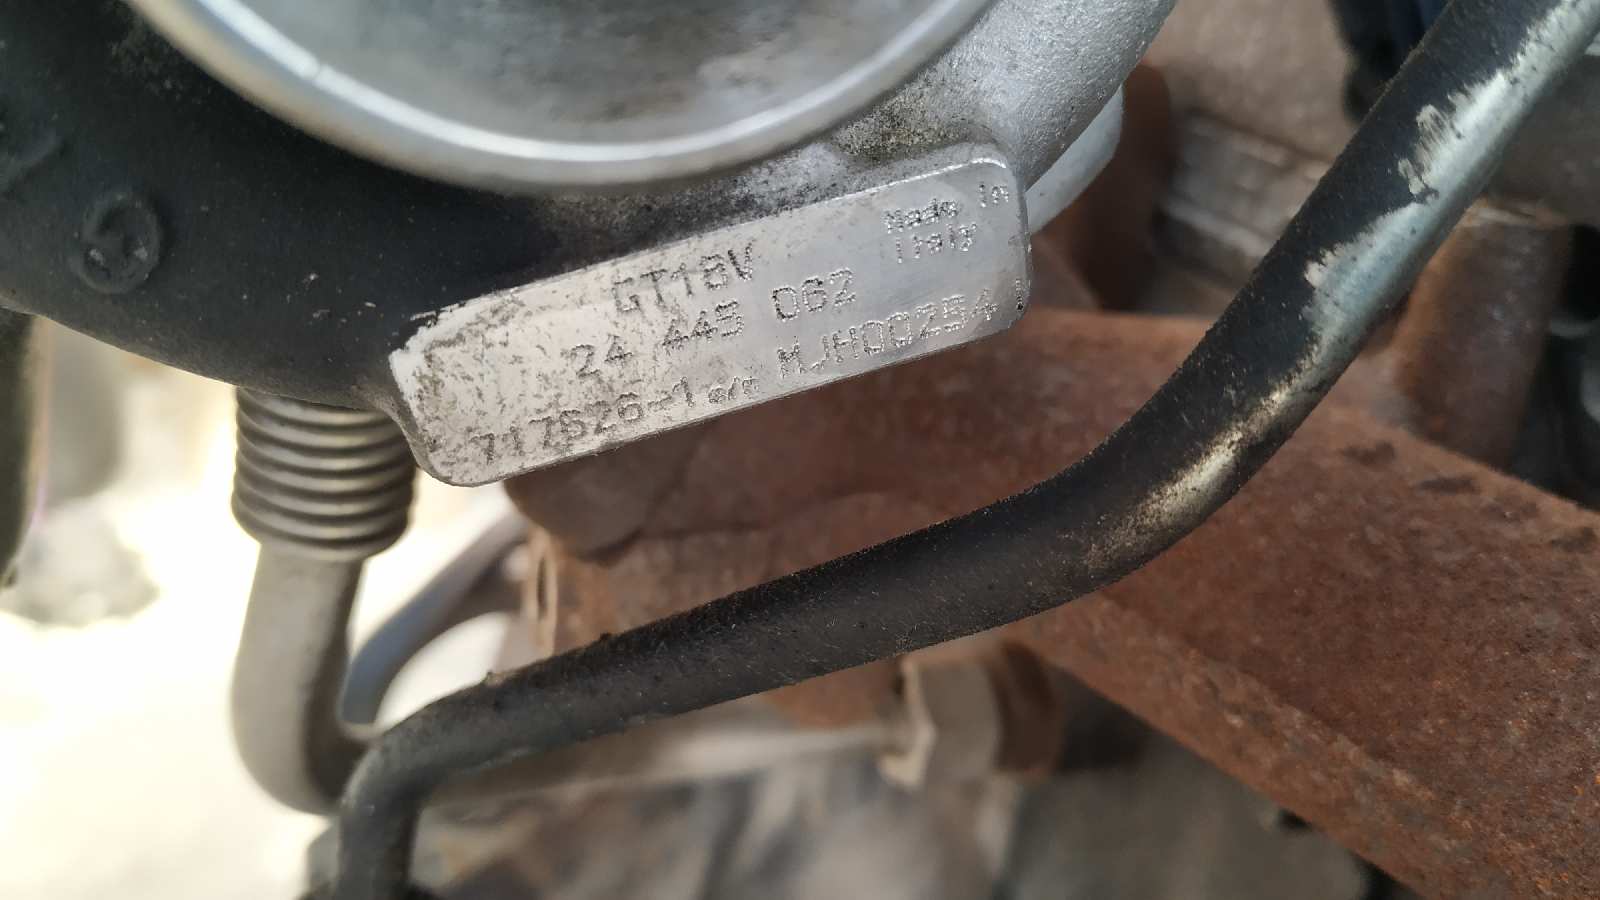 Made in
Italy
GT18V
24 445 062
717626-1 s/n MJH00254